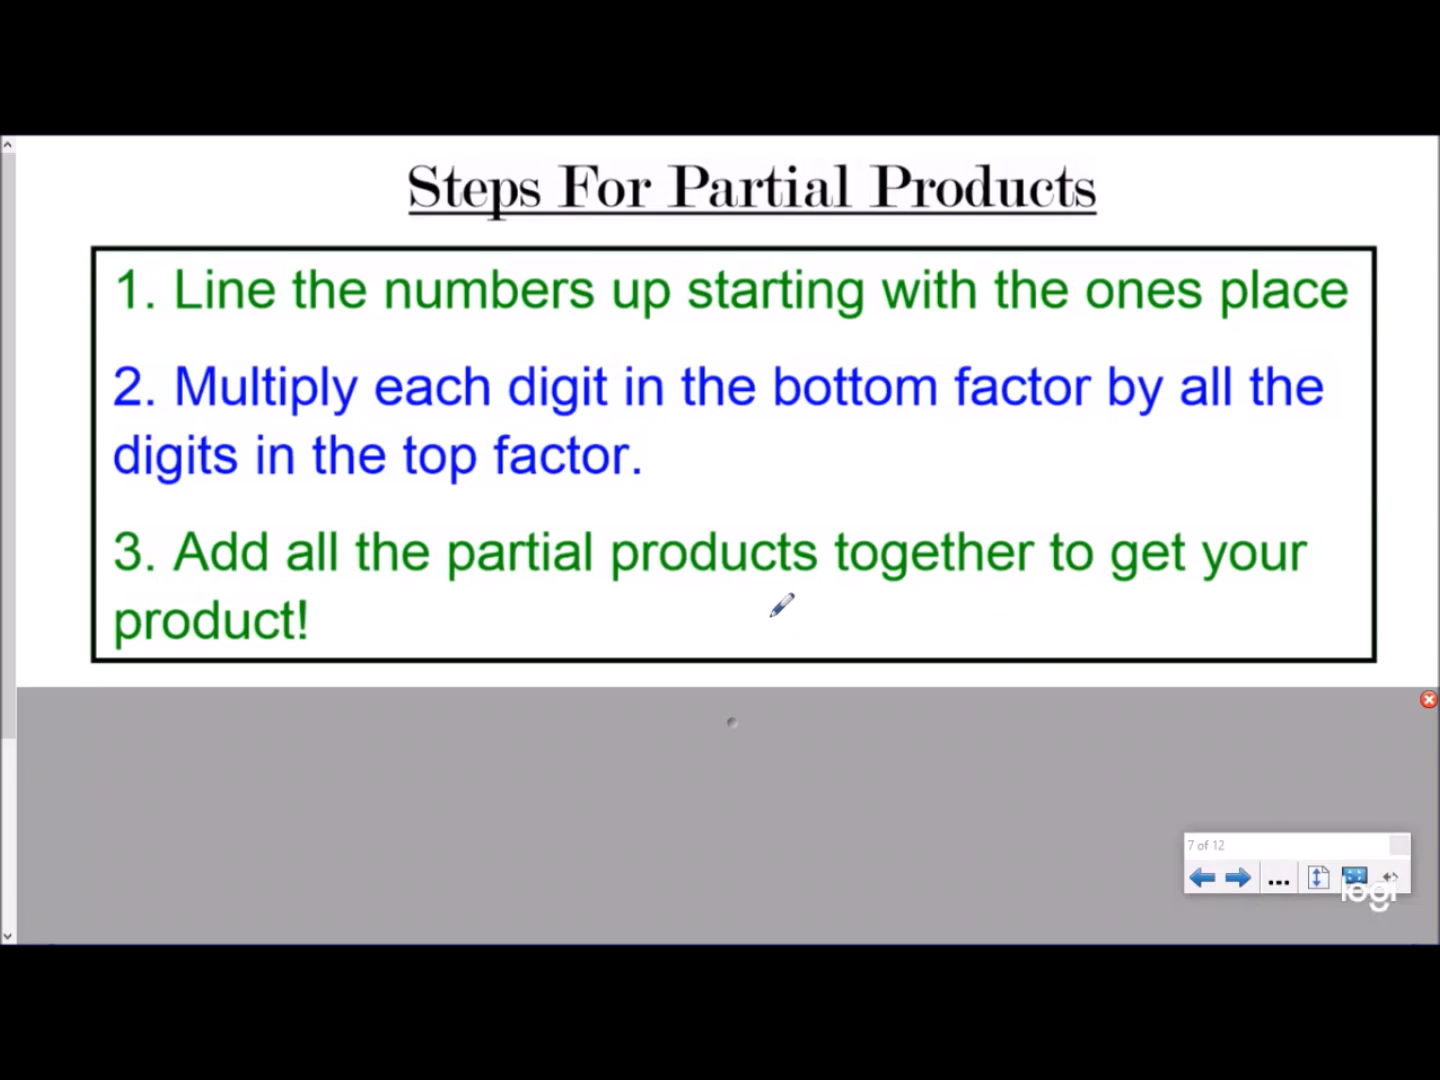 Steps For Partial Products
1. Line the numbers up starting with the ones place
2. Multiply each digit in the bottom factor by all the
digits in the top factor.
3. Add all the partial products together to get your
product!
7 of 12
...
logi